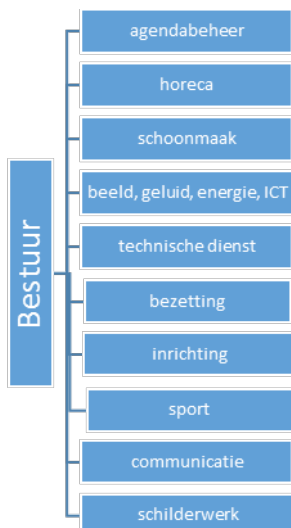 Bestuur
agendabeheer
horeca
schoonmaak
beeld, geluid, energie, ICT
technische dienst
bezetting
inrichting
sport
communicatie
schilderwerk